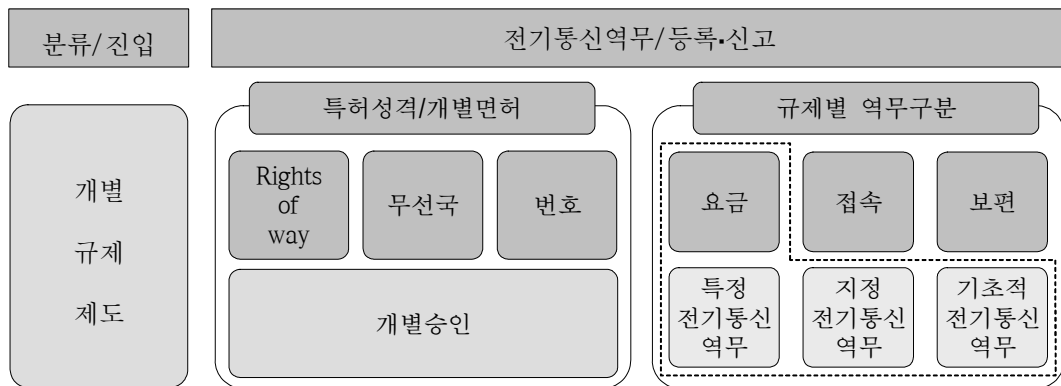 분류/진입
전기통신역무/등록·신고
개별
규제
제도
특허성격/개별면허
Rights
of
way
무선국
번호
개별승인
규제별 역무구분
요금
접속
보편
특정
전기통신
역무
지정
전기통신
역무
기초적
전기통신
역무